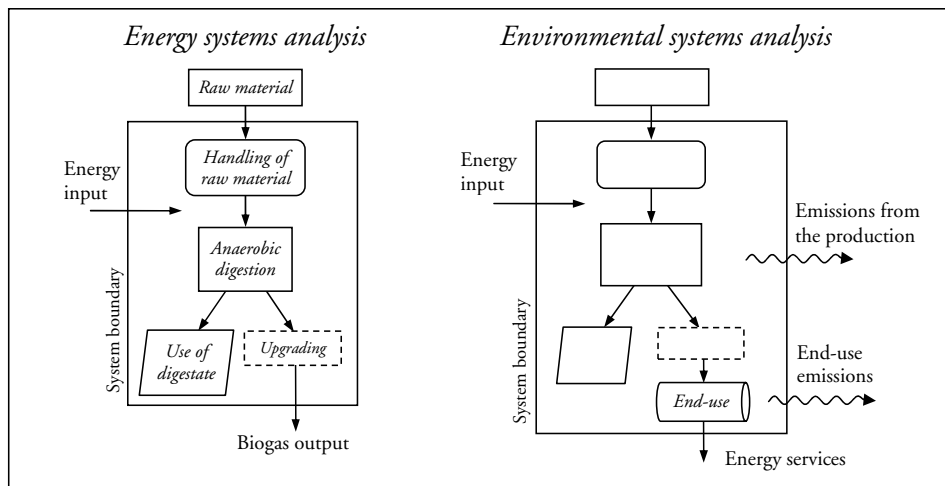 Energy systems analysis
Raw material
Energy
input
Handling of
raw material
Anaerobic
digestion
System boundary
Use of
digestate
Upgrading
Biogas output
Environmental systems analysis
Energy
input
Emissions from
the production
System boundary
End-use
emissions
End-use
Energy services